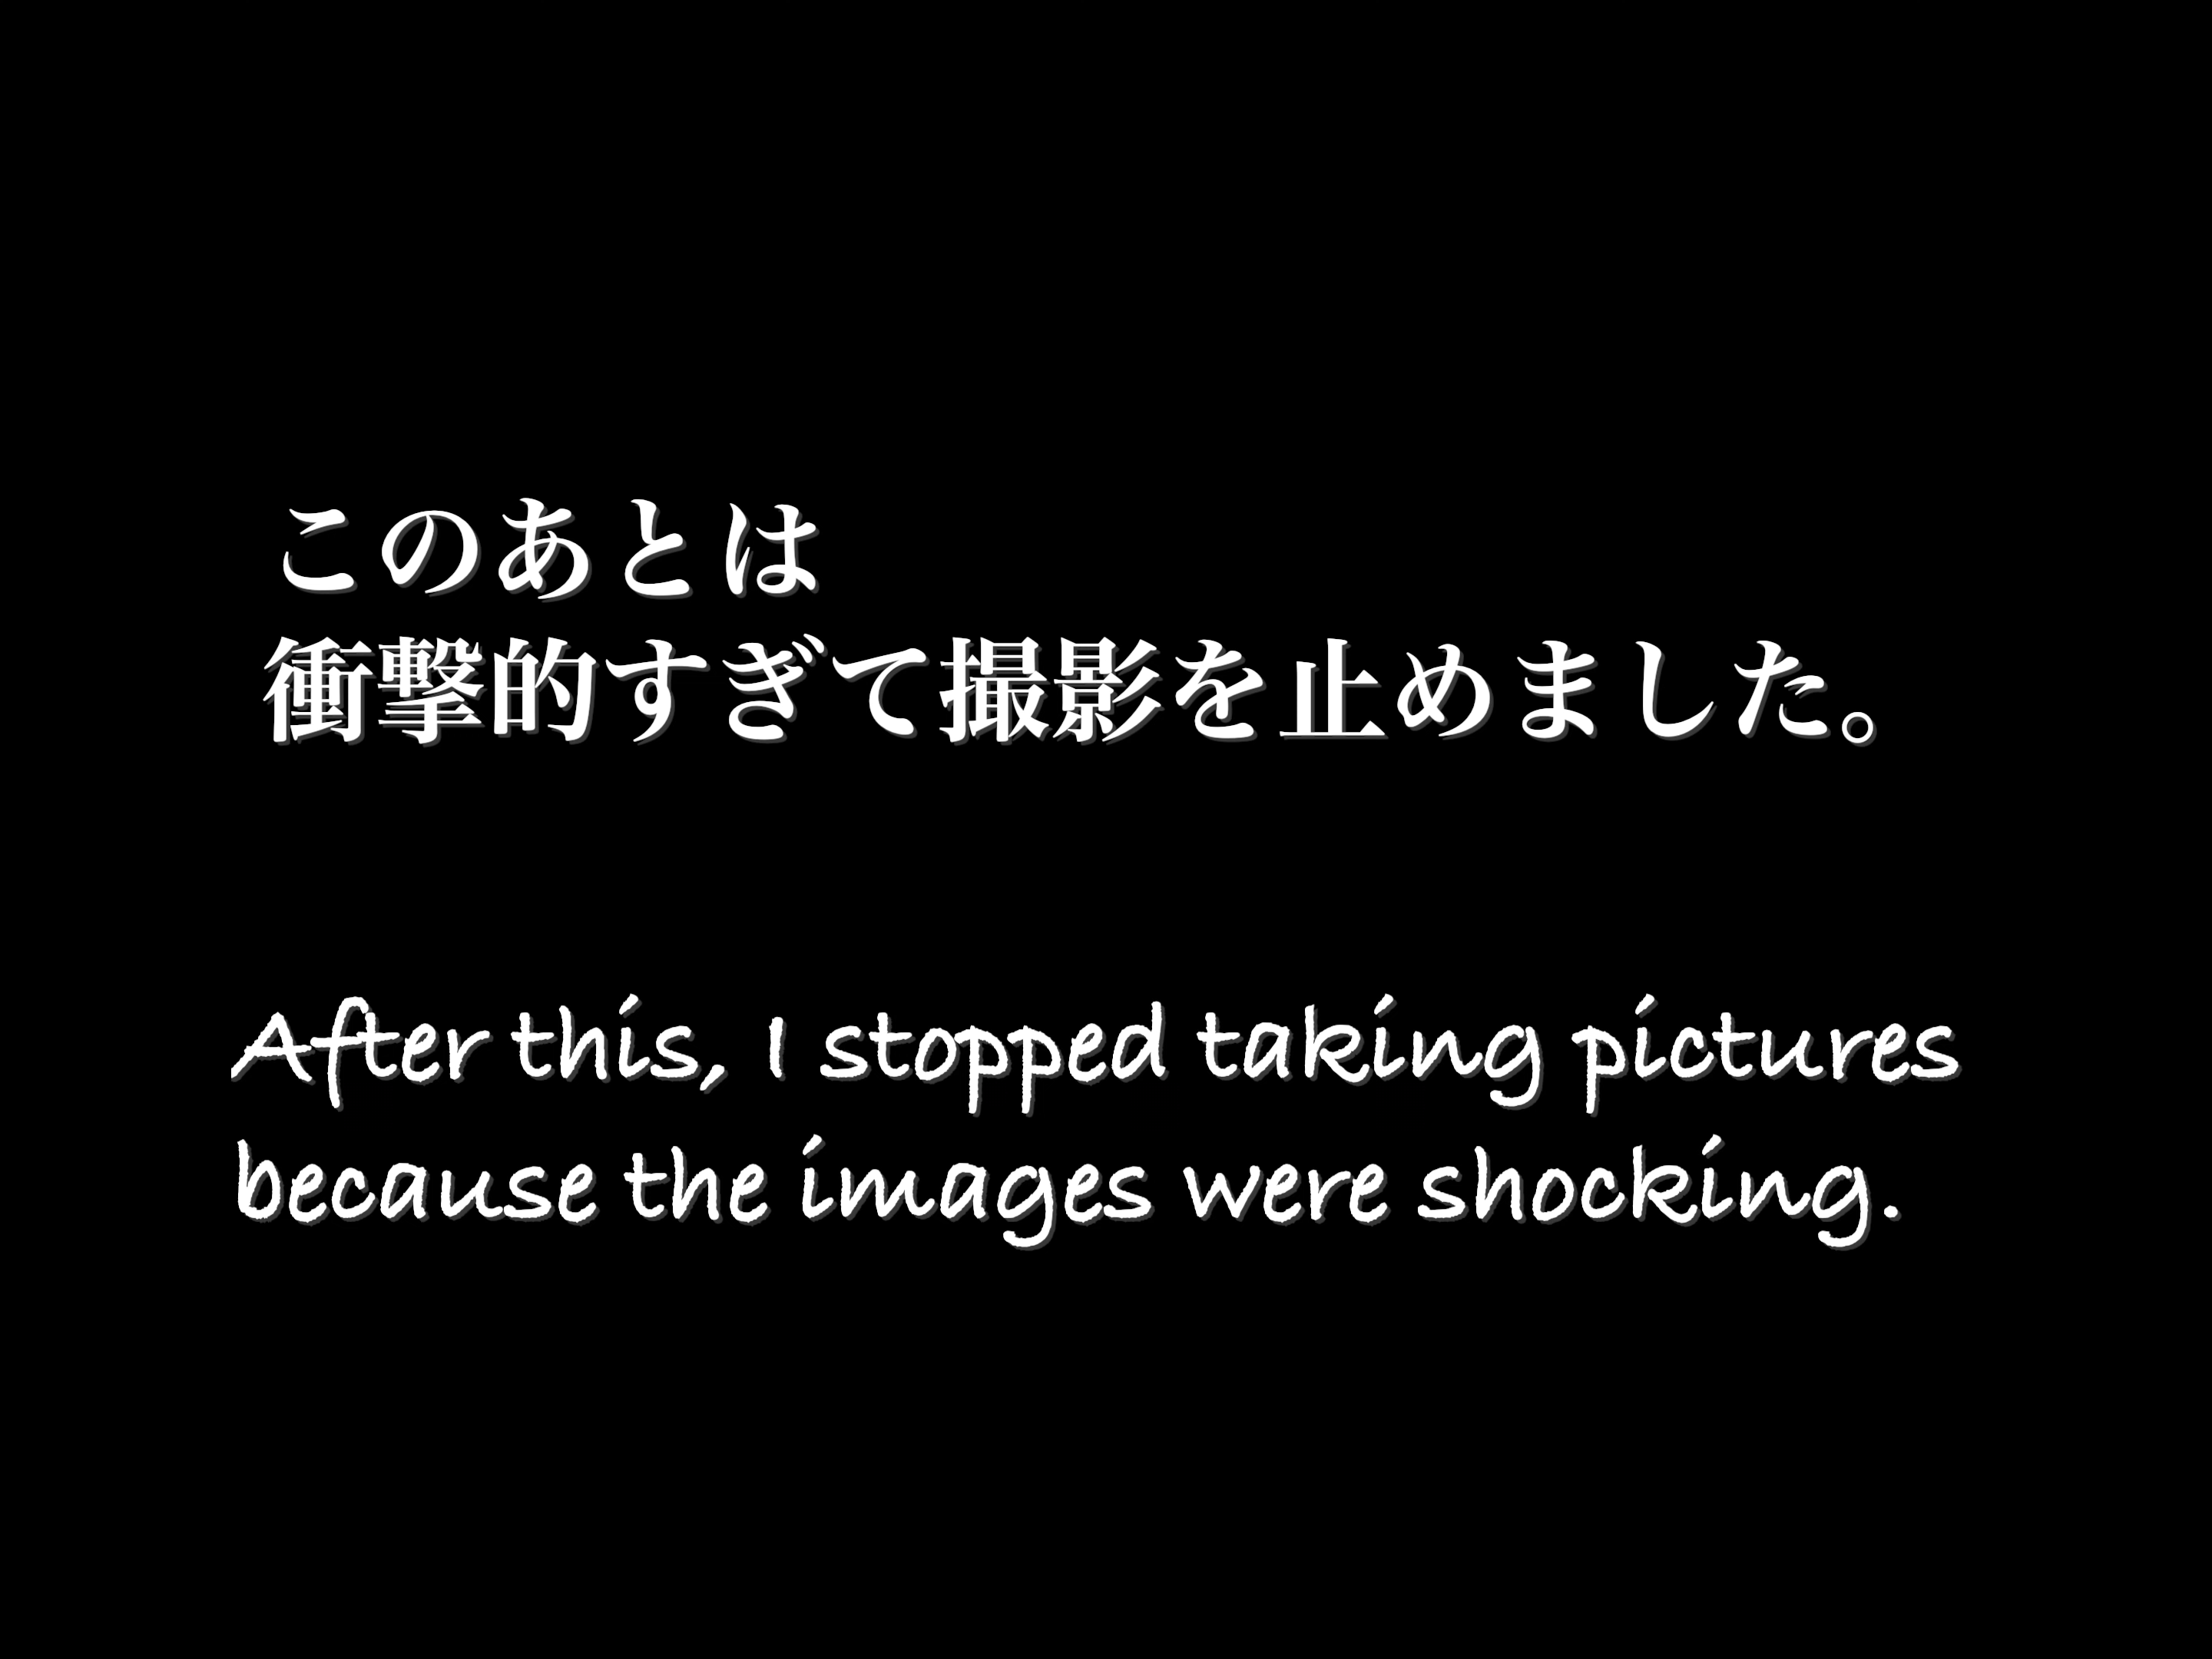 このあとは
衝撃的すぎて撮影を止めました。
After this, I stopped taking pictures
because the images were shocking.